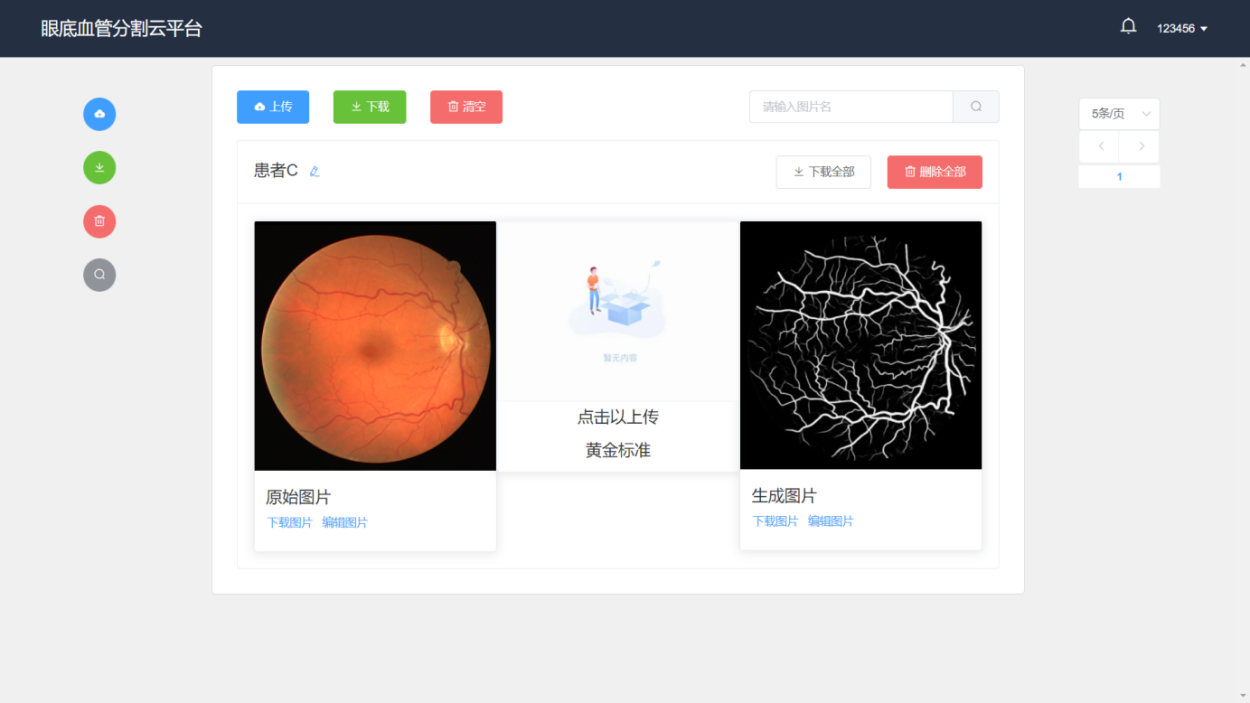 眼底血管分割云平台
123456
上传
下载
清空
请输入图片名
5条/页
患者C
下载全部
删除全部
1
暂无内容
点击以上传
黄金标准
原始图片
下载图片 编辑图片
生成图片
下载图片 编辑图片